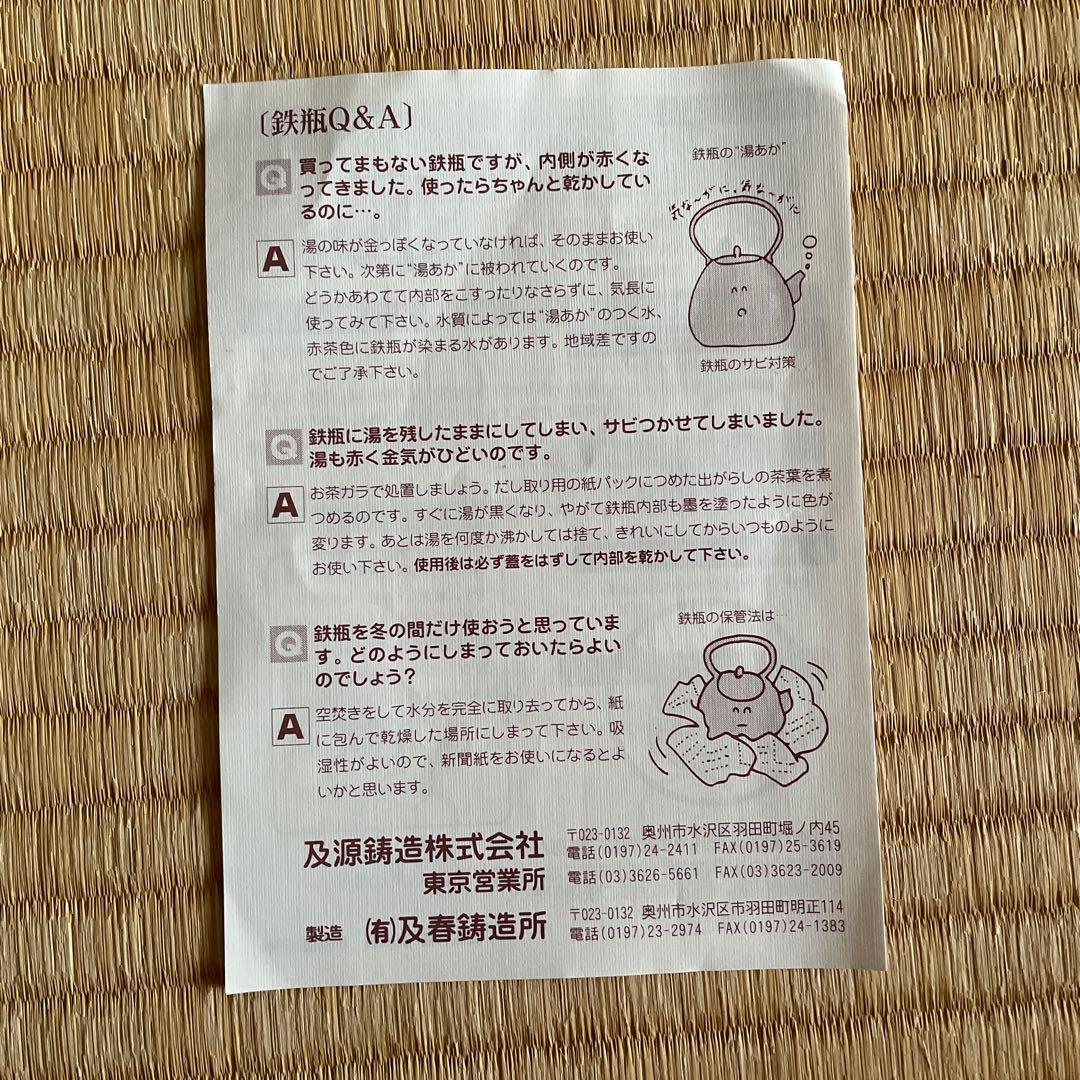 〔鉄瓶Q&A〕
Q 買ってまもない鉄瓶ですが、内側が赤くな
ってきました。使ったらちゃんと乾かしてい
るのに…。
A 湯の味が金っぽくなっていなければ、そのままお使い
下さい。次第に“湯あか”に被われていくのです。
どうかあわてて内部をこすったりなさらずに、気長に
使ってみて下さい。水質によっては“湯あか”のつく水、
赤茶色に鉄瓶が染まる水があります。地域差ですの
でご了承下さい。
鉄瓶の“湯あか”
気な〜がに、気な〜がに
鉄瓶のサビ対策
Q 鉄瓶に湯を残したままにしてしまい、サビつかせてしまいました。
湯も赤く金気がひどいのです。
A お茶ガラで処置しましょう。だし取り用の紙パックにつめた出がらしの茶葉を煮
つめるのです。すぐに湯が黒くなり、やがて鉄瓶内部も墨を塗ったように色が
変ります。あとは湯を何度か沸かしては捨て、きれいにしてからいつものように
お使い下さい。使用後は必ず蓋をはずして内部を乾かして下さい。
Q 鉄瓶を冬の間だけ使おうと思っていま
す。どのようにしまっておいたらよい
のでしょう?
A 空焚きをして水分を完全に取り去ってから、紙
に包んで乾燥した場所にしまって下さい。吸
湿性がよいので、新聞紙をお使いになるとよ
いかと思います。
鉄瓶の保管法は…
及源鋳造株式会社 〒023-0132 奥州市水沢区羽田町堀ノ内45
電話(0197)24-2411 FAX(0197)25-3619
東京営業所 電話(03)3626-5661 FAX(03)3623-2009
製造 (有)及春鋳造所 〒023-0132 奥州市水沢区市羽田町明正114
電話(0197)23-2974 FAX(0197)24-1383